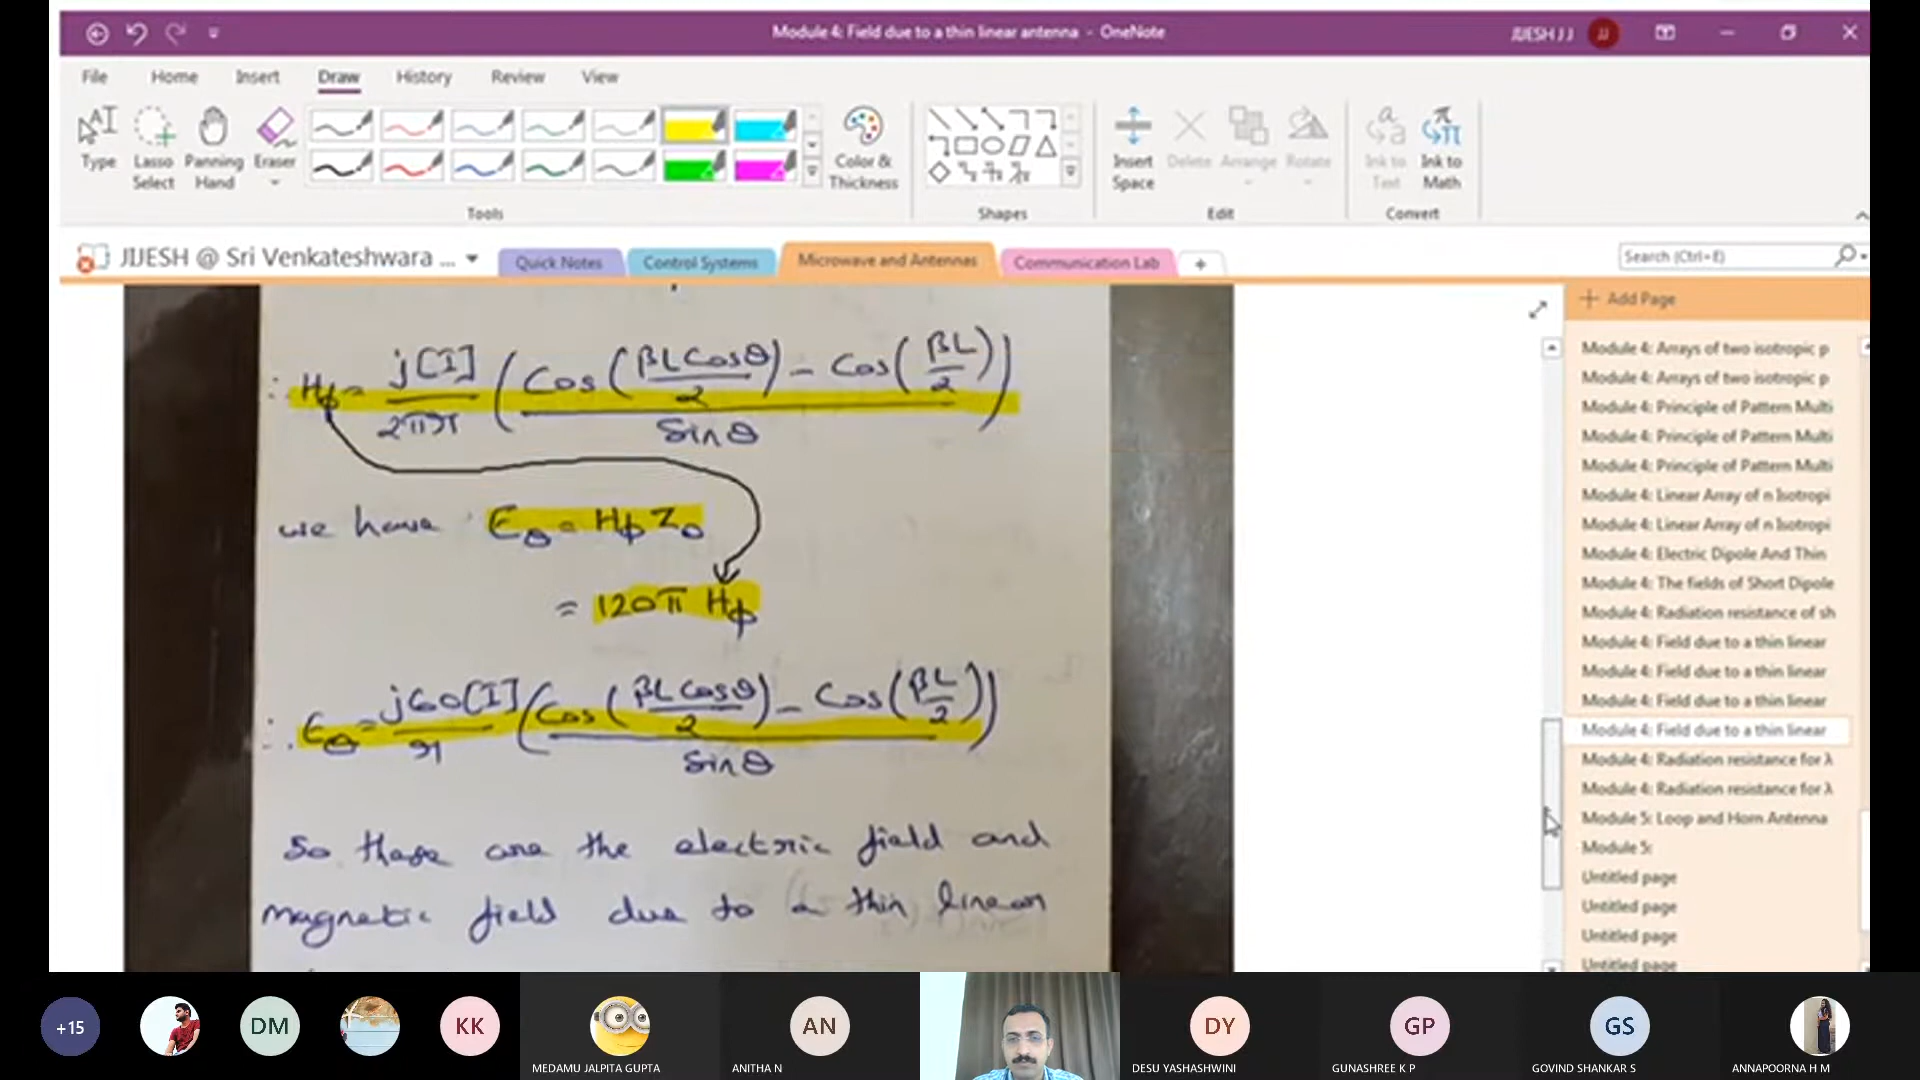 Module 4: Field due to a thin linear antenna - OneNote
JIJESH J J
JJ
File Home Insert Draw History Review View
Type
Lasso Select
Panning Hand
Eraser
Color & Thickness
Insert Space
Delete
Arrange
Rotate
Ink to Text
Ink to Math
Tools
Shapes
Edit
Convert
JIJESH @ Sri Venkateshwara ...
Quick Notes
Control Systems
Microwave and Antennas
Communication Lab
+
Search (Ctrl+E)
∴ Hϕ = j[I]/2πr (Cos(βL Cosθ/2) - Cos(βL/2) / Sinθ)
we have Eθ = Hϕ Z0
= 120π Hϕ
∴ Eθ = j60[I]/r (Cos(βL Cosθ/2) - Cos(βL/2) / Sinθ)
So these are the electric field and
magnetic field due to a thin linear
Add Page
Module 4: Arrays of two isotropic p
Module 4: Arrays of two isotropic p
Module 4: Principle of Pattern Multi
Module 4: Principle of Pattern Multi
Module 4: Principle of Pattern Multi
Module 4: Linear Array of n Isotropi
Module 4: Linear Array of n Isotropi
Module 4: Electric Dipole And Thin
Module 4: The fields of Short Dipole
Module 4: Radiation resistance of sh
Module 4: Field due to a thin linear
Module 4: Field due to a thin linear
Module 4: Field due to a thin linear
Module 4: Field due to a thin linear
Module 4: Radiation resistance for λ
Module 4: Radiation resistance for λ
Module 5: Loop and Horn Antenna
Module 5:
Untitled page
Untitled page
Untitled page
Untitled page
+15
DM
KK
MEDAMU JALPITA GUPTA
AN
ANITHA N
DY
DESU YASHASHWINI
GP
GUNASHREE K P
GS
GOVIND SHANKAR S
ANNAPOORNA H M